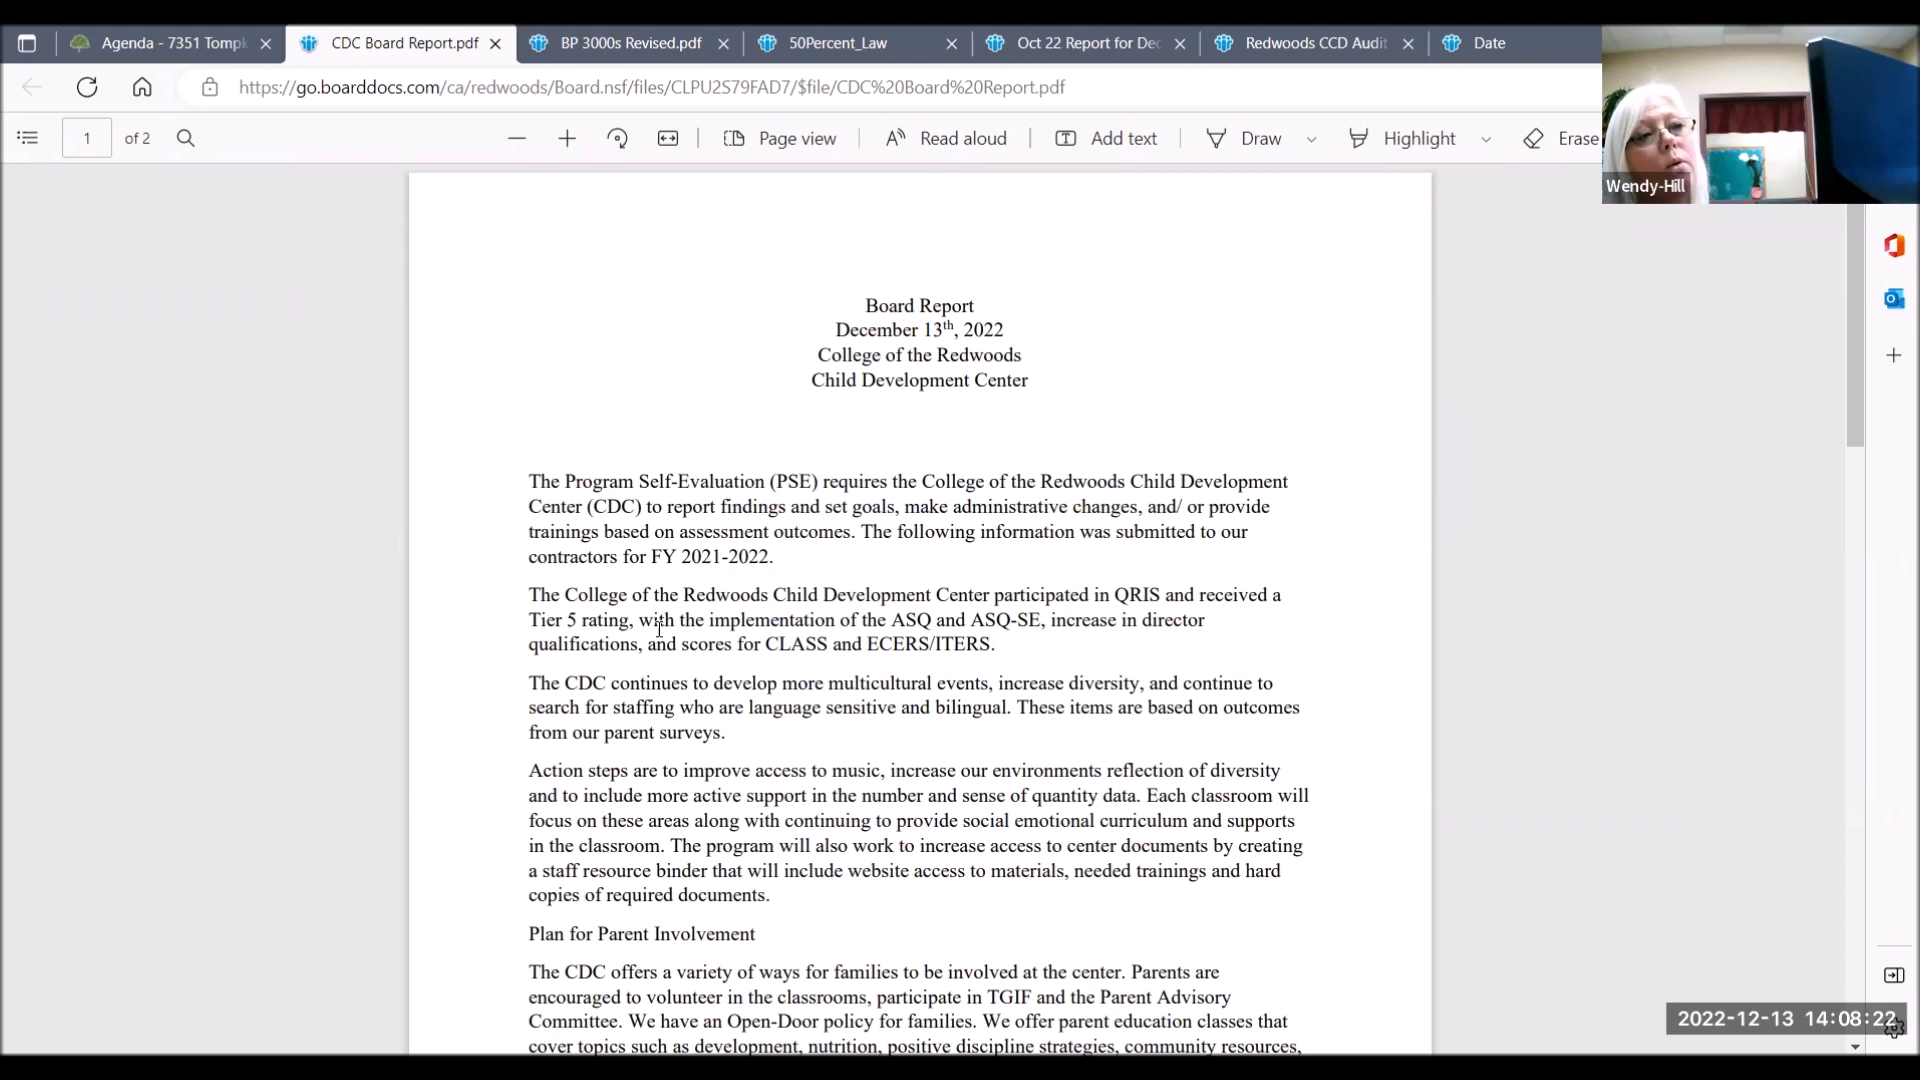 Agenda - 7351 Tompk
CDC Board Report.pdf
BP 3000s Revised.pdf
50Percent_Law
Oct 22 Report for Dec
Redwoods CCD Audit
Date
https://go.boarddocs.com/ca/redwoods/Board.nsf/files/CLPU2S79FAD7/$file/CDC%20Board%20Report.pdf
1 of 2
Page view
Read aloud
Add text
Draw
Highlight
Erase
Wendy-Hill
Board Report
December 13th, 2022
College of the Redwoods
Child Development Center
The Program Self-Evaluation (PSE) requires the College of the Redwoods Child Development
Center (CDC) to report findings and set goals, make administrative changes, and/ or provide
trainings based on assessment outcomes. The following information was submitted to our
contractors for FY 2021-2022.
The College of the Redwoods Child Development Center participated in QRIS and received a
Tier 5 rating, with the implementation of the ASQ and ASQ-SE, increase in director
qualifications, and scores for CLASS and ECERS/ITERS.
The CDC continues to develop more multicultural events, increase diversity, and continue to
search for staffing who are language sensitive and bilingual. These items are based on outcomes
from our parent surveys.
Action steps are to improve access to music, increase our environments reflection of diversity
and to include more active support in the number and sense of quantity data. Each classroom will
focus on these areas along with continuing to provide social emotional curriculum and supports
in the classroom. The program will also work to increase access to center documents by creating
a staff resource binder that will include website access to materials, needed trainings and hard
copies of required documents.
Plan for Parent Involvement
The CDC offers a variety of ways for families to be involved at the center. Parents are
encouraged to volunteer in the classrooms, participate in TGIF and the Parent Advisory
Committee. We have an Open-Door policy for families. We offer parent education classes that
cover topics such as development, nutrition, positive discipline strategies, community resources,
2022-12-13 14:08:22